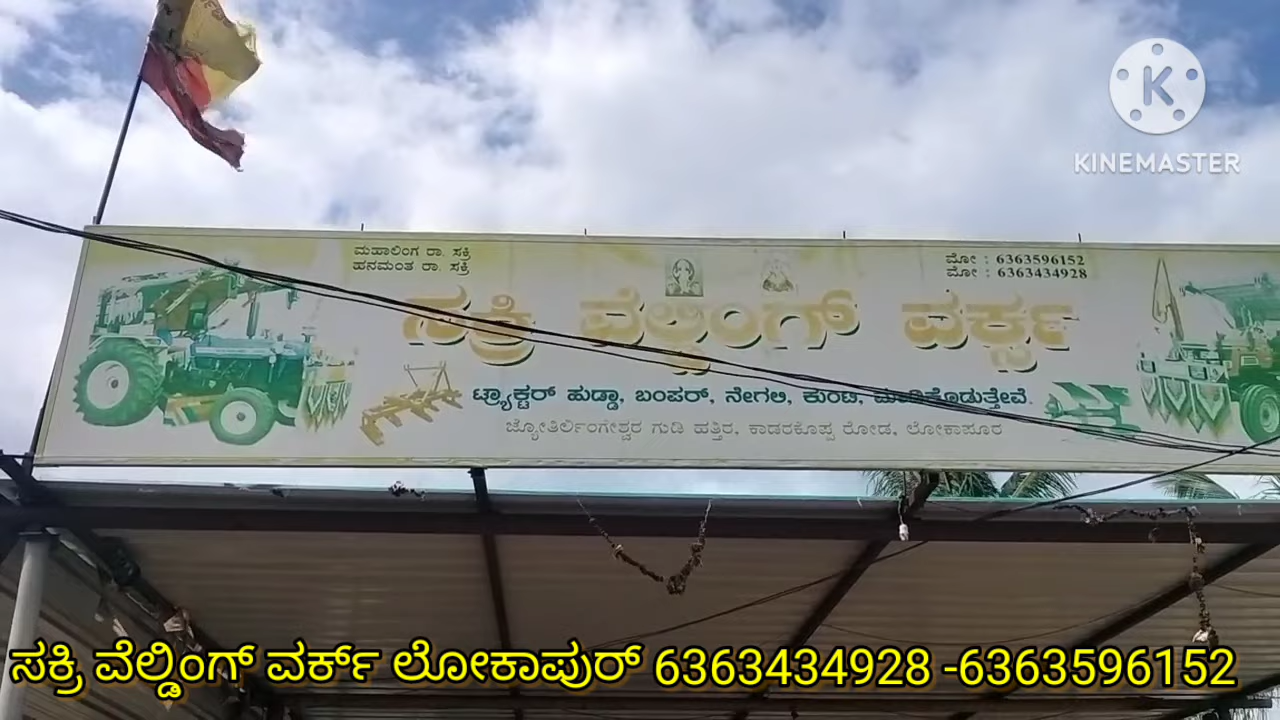 KINEMASTER
ಮಹಾಲಿಂಗ ರಾ. ಸಕ್ರಿ
ಹನಮಂತ ರಾ. ಸಕ್ರಿ
ಮೋ : 6363596152
ಮೋ : 6363434928
ಸಕ್ರಿ ವೆಲ್ಡಿಂಗ್ ವರ್ಕ್ಸ
ಟ್ರ್ಯಾಕ್ಟರ್ ಹುಡ್ಡಾ, ಬಂಪರ್, ನೇಗಲಿ, ಕುಂಟಿ, ಮಾಡಿಕೊಡುತ್ತೇವೆ.
ಜ್ಯೋತಿರ್ಲಿಂಗೇಶ್ವರ ಗುಡಿ ಹತ್ತಿರ, ಕಾಡರಕೊಪ್ಪ ರೋಡ, ಲೋಕಾಪೂರ
ಸಕ್ರಿ ವೆಲ್ಡಿಂಗ್ ವರ್ಕ್ ಲೋಕಾಪುರ್ 6363434928 -6363596152